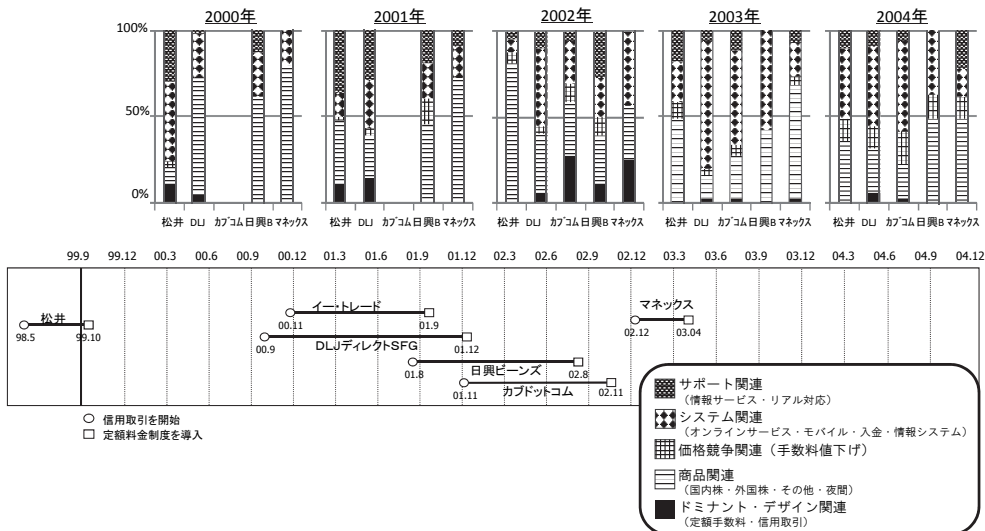 2000年 2001年 2002年 2003年 2004年
100%
50%
0%
松井 DLJ カブコム 日興B マネックス 松井 DLJ カブコム 日興B マネックス 松井 DLJ カブコム 日興B マネックス 松井 DLJ カブコム 日興B マネックス 松井 DLJ カブコム 日興B マネックス
99.9 99.12 00.3 00.6 00.9 00.12 01.3 01.6 01.9 01.12 02.3 02.6 02.9 02.12 03.3 03.6 03.9 03.12 04.3 04.6 04.9 04.12
松井
98.5 99.10
イー・トレード
00.11 01.9
DLJディレクトSFG
00.9 01.12
日興ビーンズ
01.8 02.8
カブドットコム
01.11 02.11
マネックス
02.12 03.04
信用取引を開始
定額料金制度を導入
サポート関連
(情報サービス・リアル対応)
システム関連
(オンラインサービス・モバイル・入金・情報システム)
価格競争関連(手数料値下げ)
商品関連
(国内株・外国株・その他・夜間)
ドミナント・デザイン関連
(定額手数料・信用取引)